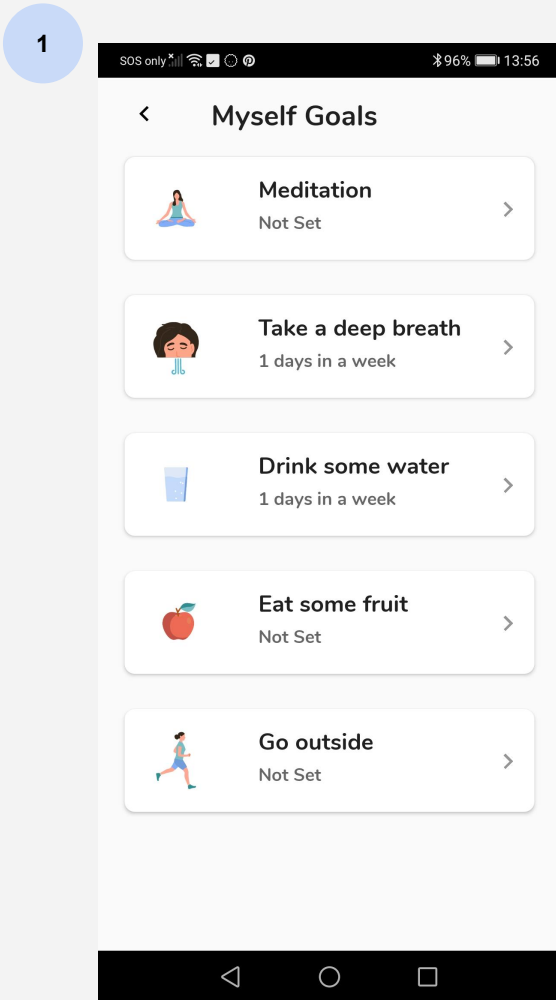 1
SOS only 96% 13:56
Myself Goals
Meditation
Not Set
Take a deep breath
1 days in a week
Drink some water
1 days in a week
Eat some fruit
Not Set
Go outside
Not Set